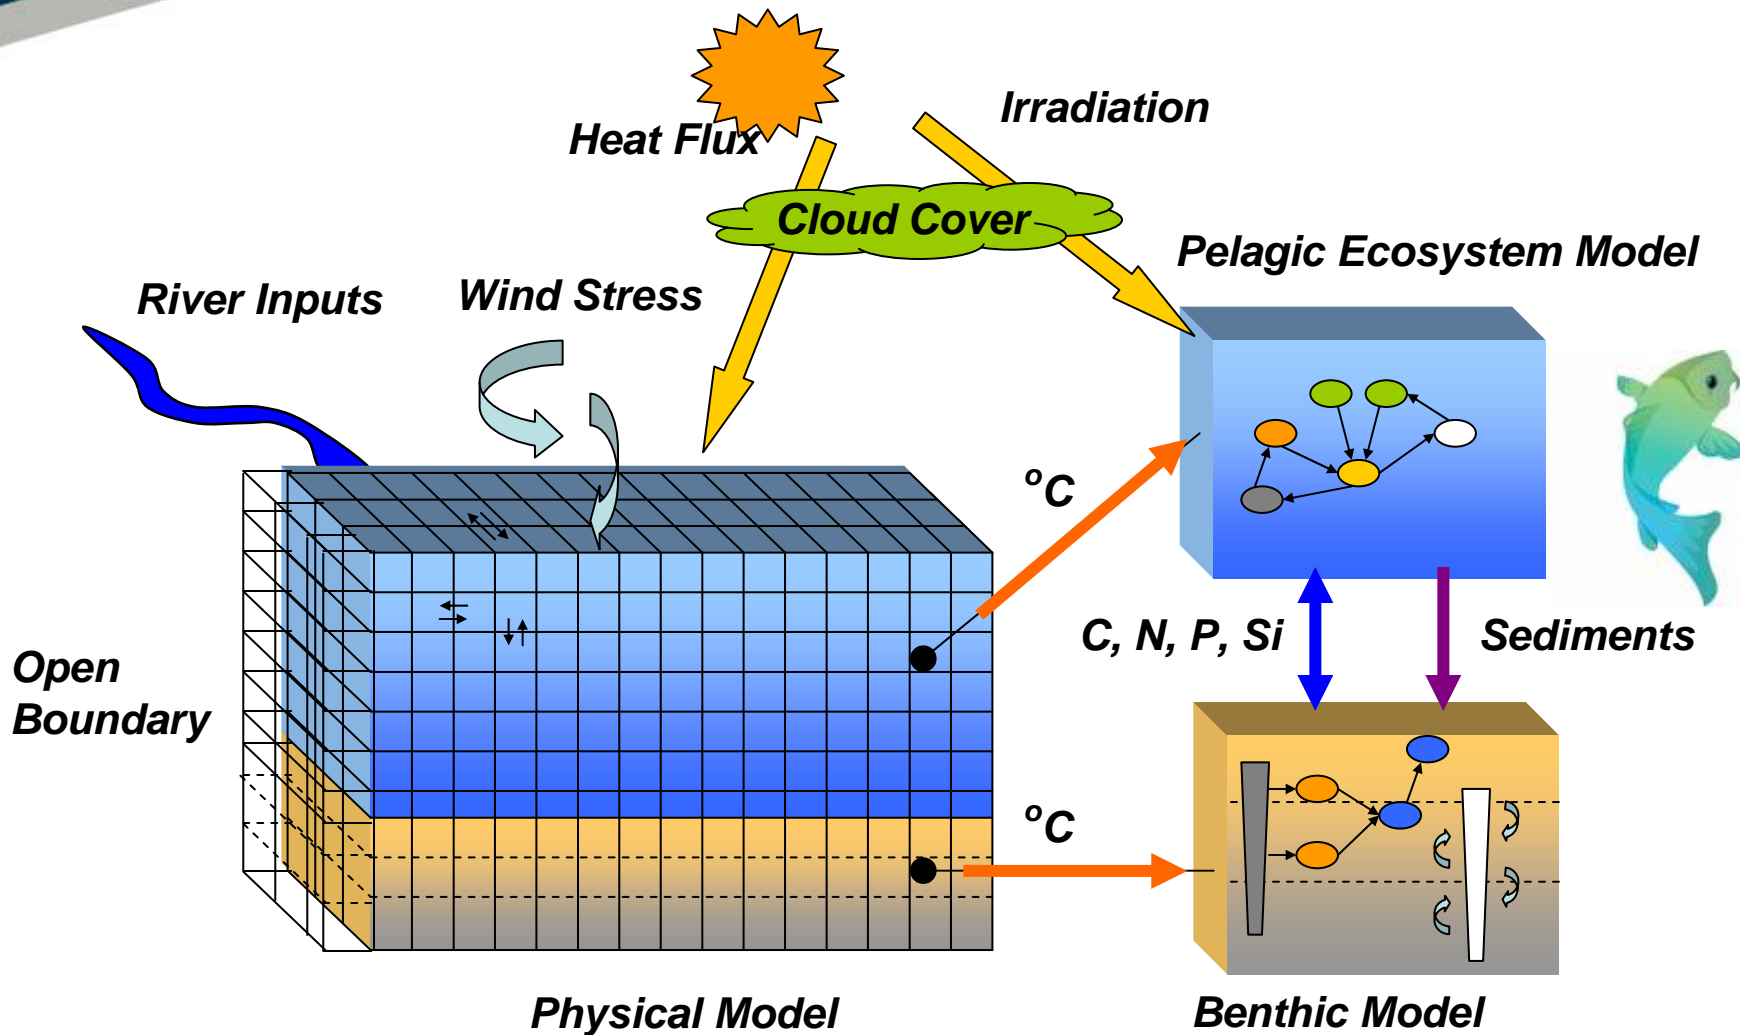 Irradiation
Heat Flux
Cloud Cover
Pelagic Ecosystem Model
River Inputs
Wind Stress
°C
C, N, P, Si
Sediments
Open
Boundary
°C
Physical Model
Benthic Model